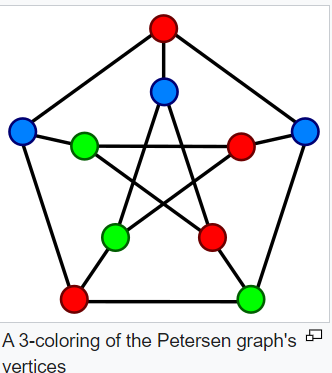 A 3-coloring of the Petersen graph's
vertices